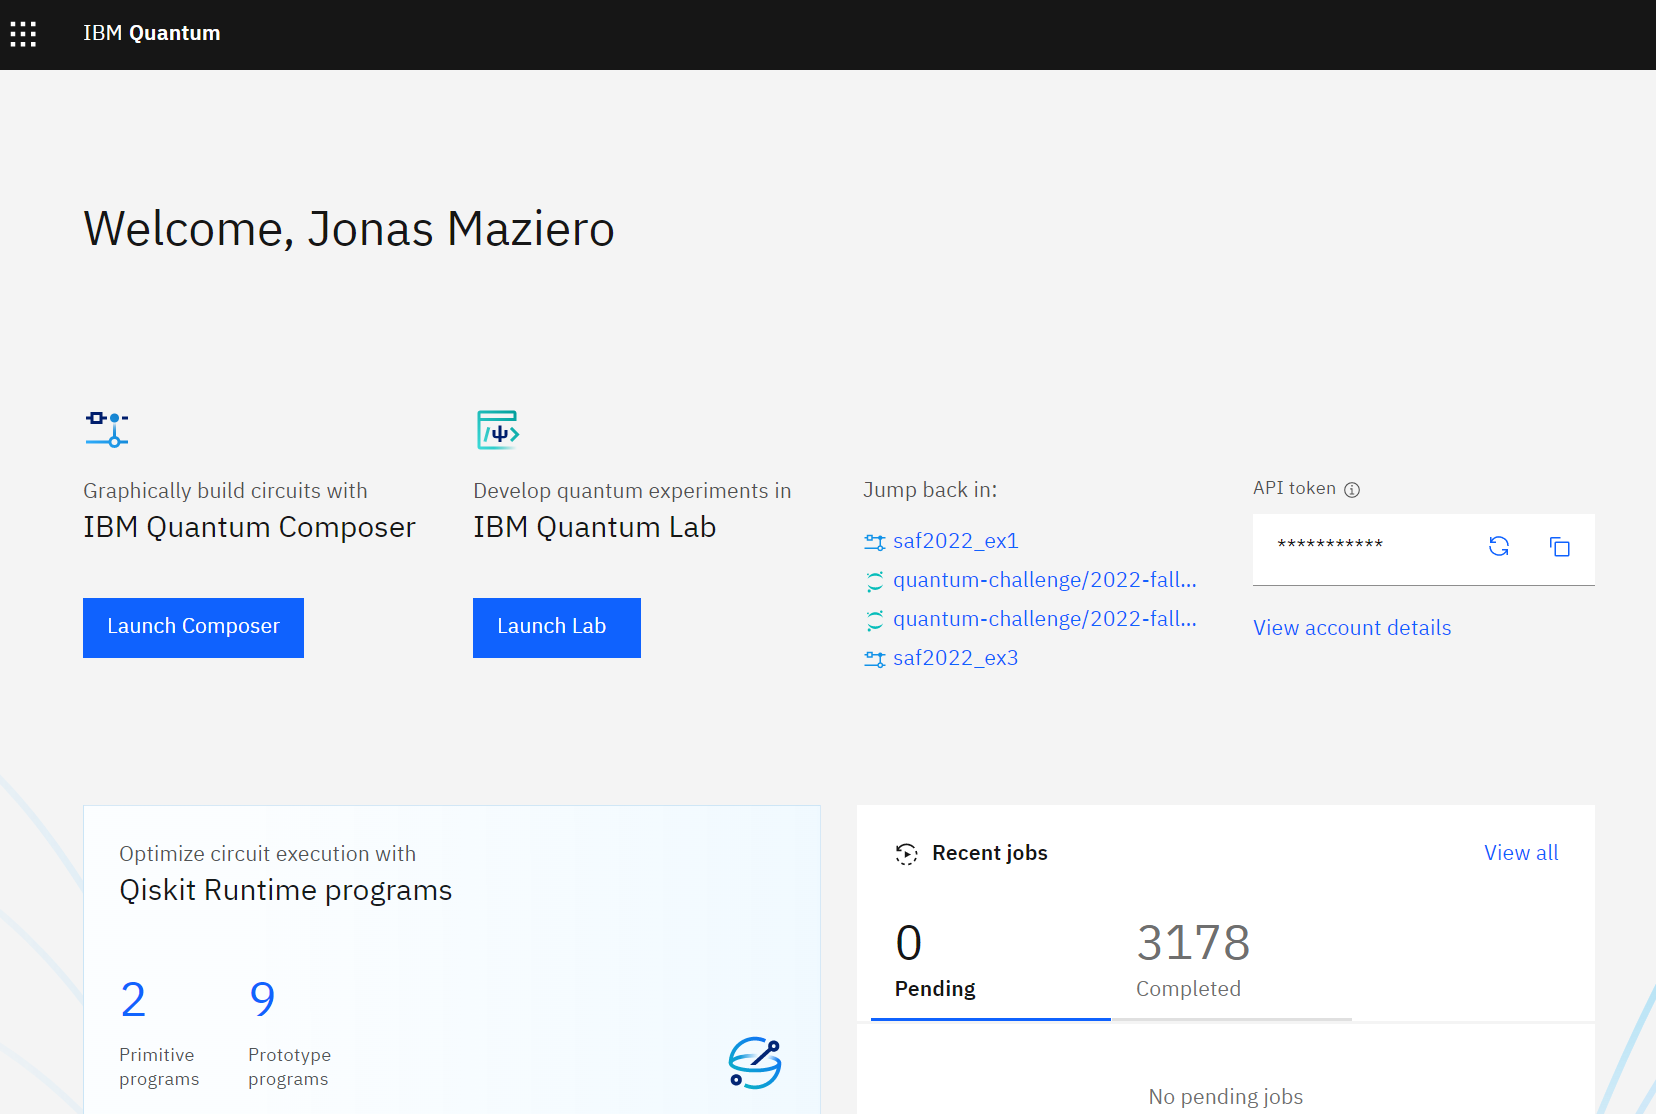 IBM Quantum
Welcome, Jonas Maziero
Graphically build circuits with
IBM Quantum Composer
Launch Composer
Develop quantum experiments in
IBM Quantum Lab
Launch Lab
Jump back in:
saf2022_ex1
quantum-challenge/2022-fall...
quantum-challenge/2022-fall...
saf2022_ex3
API token
***********
View account details
Optimize circuit execution with
Qiskit Runtime programs
2
Primitive
programs
9
Prototype
programs
Recent jobs
View all
0
Pending
3178
Completed
No pending jobs